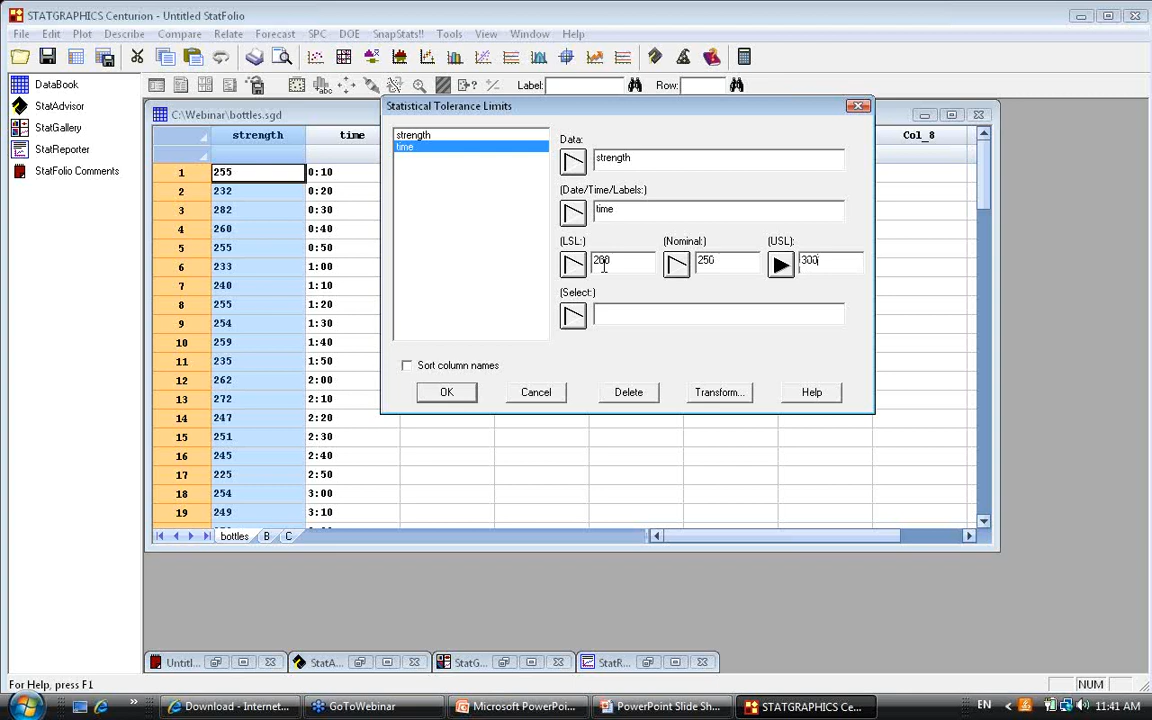 STATGRAPHICS Centurion - Untitled StatFolio
File Edit Plot Describe Compare Relate Forecast SPC DOE SnapStats!! Tools View Window Help
Label: Row:
DataBook
StatAdvisor
StatGallery
StatReporter
StatFolio Comments
C:\Webinar\bottles.sgd
strength time Col_8
1 255 0:10
2 232 0:20
3 282 0:30
4 260 0:40
5 255 0:50
6 233 1:00
7 240 1:10
8 255 1:20
9 254 1:30
10 259 1:40
11 235 1:50
12 262 2:00
13 272 2:10
14 247 2:20
15 251 2:30
16 245 2:40
17 225 2:50
18 254 3:00
19 249 3:10
bottles B C
Statistical Tolerance Limits
strength
time
Data:
strength
(Date/Time/Labels:)
time
(LSL:) (Nominal:) (USL:)
200 250 300
(Select:)
Sort column names
OK Cancel Delete Transform... Help
Untitl... StatA... StatG... StatR...
For Help, press F1 NUM
Download - Internet... GoToWebinar Microsoft PowerPoi... PowerPoint Slide Sh... STATGRAPHICS Ce... EN 11:41 AM